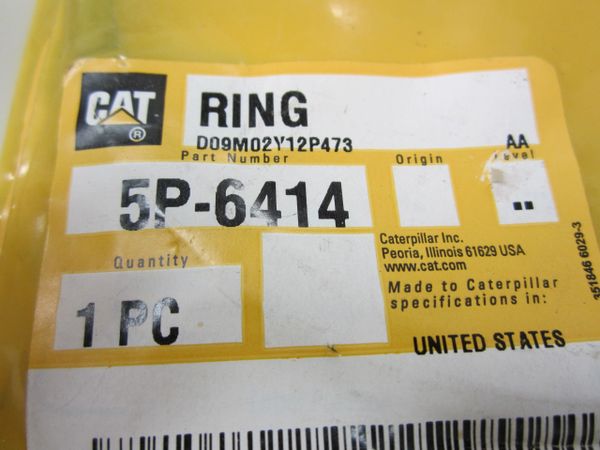 CAT
®
RING
D09M02Y12P473
AA
Part Number
Origin
Level
5P-6414
..
Caterpillar Inc.
Peoria, Illinois 61629 USA
www.cat.com
Quantity
1 PC
Made to Caterpillar
specifications in:
UNITED STATES
351846 6029-3